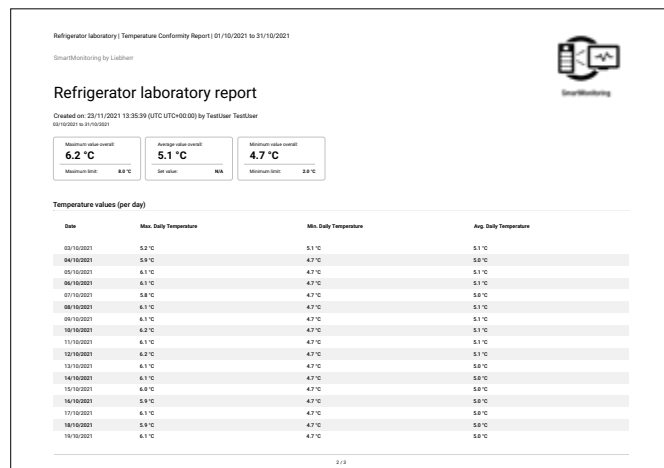 Refrigerator laboratory | Temperature Conformity Report | 01/10/2021 to 31/10/2021
SmartMonitoring by Liebherr
SmartMonitoring
Refrigerator laboratory report
Created on: 23/11/2021 13:35:39 (UTC UTC+00:00) by TestUser TestUser
03/10/2021 to 31/10/2021
Maximum value overall: Average value overall: Minimum value overall:
6.2 °C 5.1 °C 4.7 °C
Maximum limit: 8.0 °C Set value: N/A Minimum limit: 2.0 °C
Temperature values (per day)
Date Max. Daily Temperature Min. Daily Temperature Avg. Daily Temperature
03/10/2021 5.2 °C 5.1 °C 5.1 °C
04/10/2021 5.9 °C 4.7 °C 5.0 °C
05/10/2021 6.1 °C 4.7 °C 5.1 °C
06/10/2021 6.1 °C 4.7 °C 5.1 °C
07/10/2021 5.8 °C 4.7 °C 5.0 °C
08/10/2021 6.1 °C 4.7 °C 5.1 °C
09/10/2021 6.1 °C 4.7 °C 5.1 °C
10/10/2021 6.2 °C 4.7 °C 5.1 °C
11/10/2021 6.1 °C 4.7 °C 5.1 °C
12/10/2021 6.2 °C 4.7 °C 5.1 °C
13/10/2021 6.1 °C 4.7 °C 5.0 °C
14/10/2021 6.1 °C 4.7 °C 5.1 °C
15/10/2021 6.0 °C 4.7 °C 5.0 °C
16/10/2021 5.9 °C 4.7 °C 5.0 °C
17/10/2021 6.1 °C 4.7 °C 5.0 °C
18/10/2021 5.9 °C 4.7 °C 5.0 °C
19/10/2021 6.1 °C 4.7 °C 5.0 °C
2 / 3